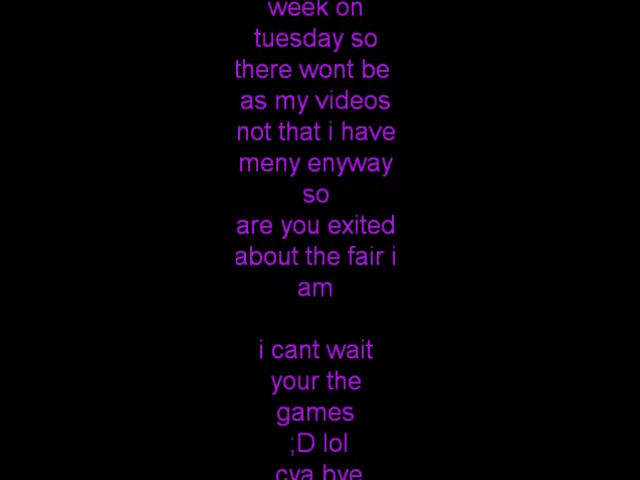 week on
tuesday so
there wont be
as my videos
not that i have
meny enyway
so
are you exited
about the fair i
am
i cant wait
your the
games
;D lol
cya bye